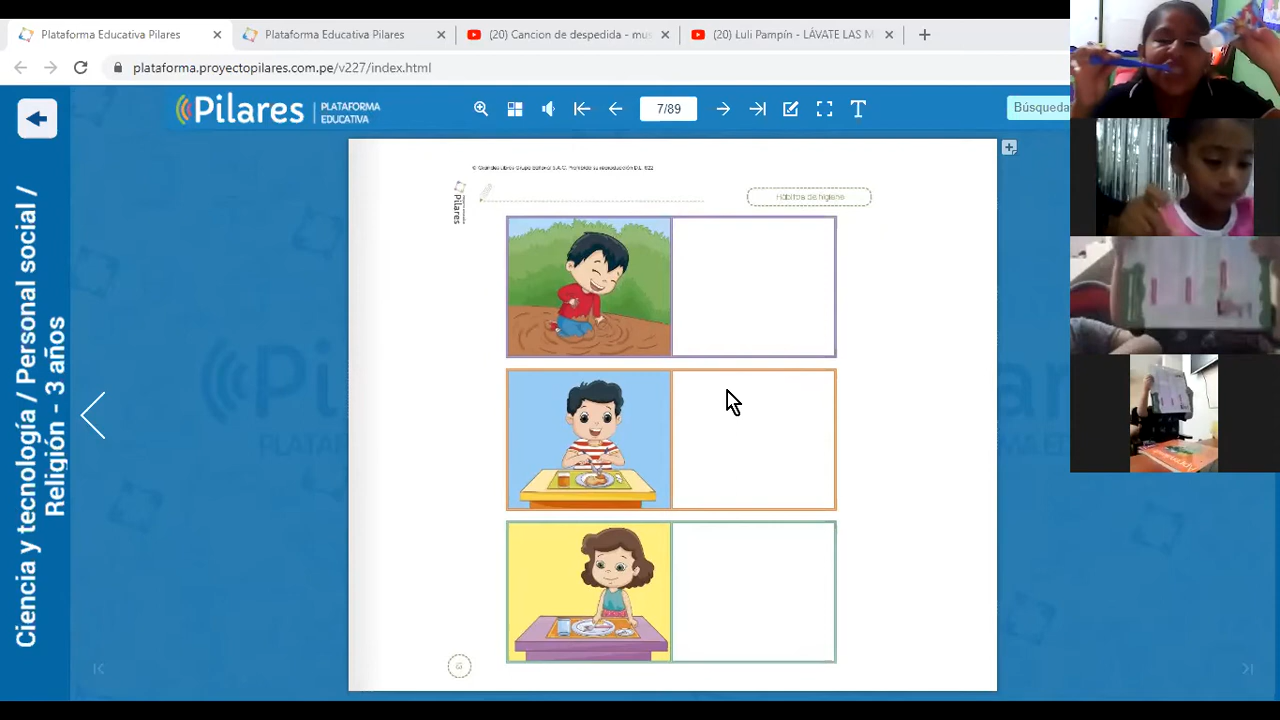 Plataforma Educativa Pilares
Plataforma Educativa Pilares
(20) Cancion de despedida - mus
(20) Luli Pampín - LÁVATE LAS M
plataforma.proyectopilares.com.pe/v227/index.html
Pilares PLATAFORMA EDUCATIVA
7/89
T
Búsqueda
Ciencia y tecnología / Personal social /
Religión - 3 años
Pilares
Hábitos de higiene